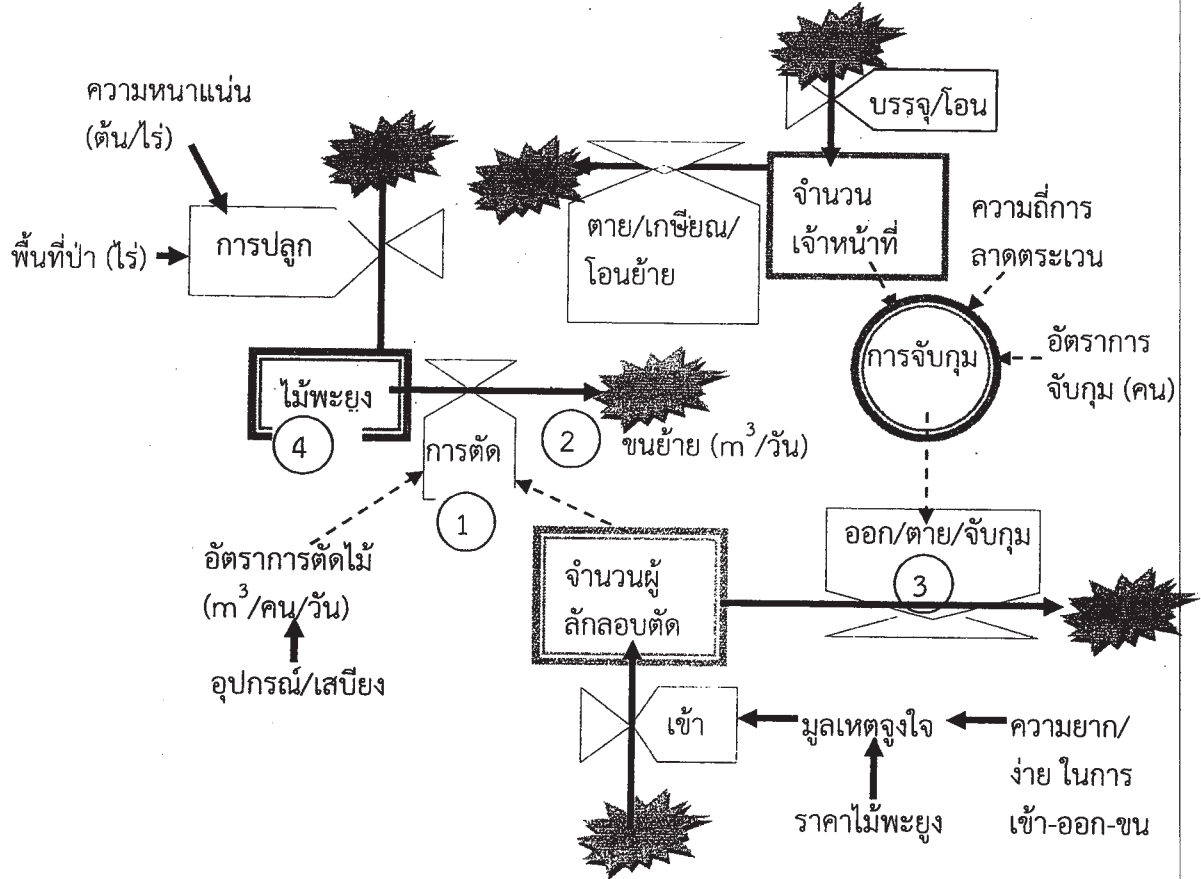 ความหนาแน่น
(ต้น/ไร่)
บรรจุ/โอน
พื้นที่ป่า (ไร่)
การปลูก
ตาย/เกษียณ/
โอนย้าย
จำนวน
เจ้าหน้าที่
ความถี่การ
ลาดตระเวน
การจับกุม
อัตราการ
จับกุม (คน)
ไม้พะยูง
4
การตัด
1
2
ขนย้าย (m³/วัน)
อัตราการตัดไม้
(m³/คน/วัน)
อุปกรณ์/เสบียง
จำนวนผู้
ลักลอบตัด
ออก/ตาย/จับกุม
3
เข้า
มูลเหตุจูงใจ
ราคาไม้พะยูง
ความยาก/
ง่าย ในการ
เข้า-ออก-ขน